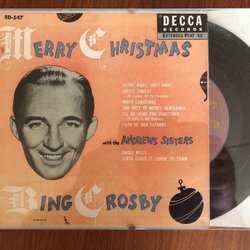 ED-547
DECCA
RECORDS
EXTENDED PLAY 45
MERRY CHRISTMAS
SILENT NIGHT, HOLY NIGHT
ADESTE FIDELES
WHITE CHRISTMAS
GOD REST YE MERRY, GENTLEMEN
I'LL BE HOME FOR CHRISTMAS
FAITH OF OUR FATHERS
with the ANDREWS SISTERS
JINGLE BELLS
SANTA CLAUS IS COMIN' TO TOWN
BING CROSBY